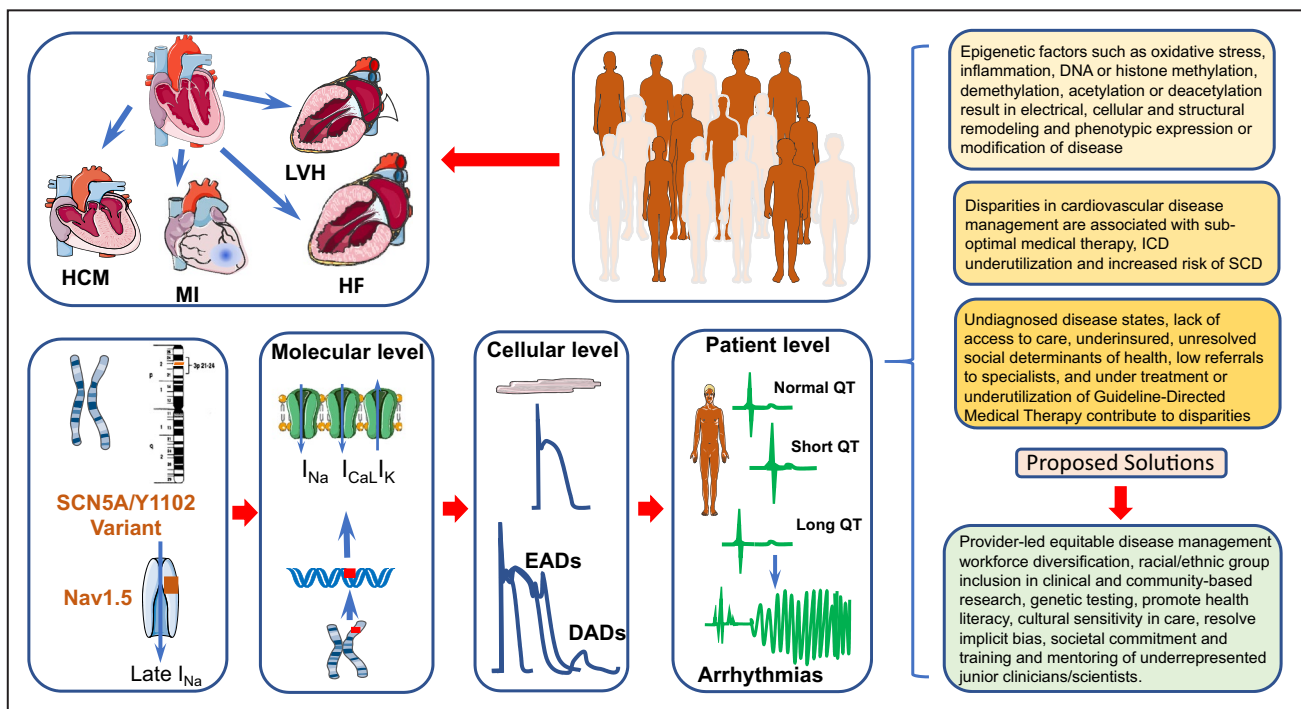 LVH
HCM
MI
HF
Epigenetic factors such as oxidative stress,
inflammation, DNA or histone methylation,
demethylation, acetylation or deacetylation
result in electrical, cellular and structural
remodeling and phenotypic expression or
modification of disease
Disparities in cardiovascular disease
management are associated with sub-
optimal medical therapy, ICD
underutilization and increased risk of SCD
Undiagnosed disease states, lack of
access to care, underinsured, unresolved
social determinants of health, low referrals
to specialists, and under treatment or
underutilization of Guideline-Directed
Medical Therapy contribute to disparities
Proposed Solutions
Provider-led equitable disease management
workforce diversification, racial/ethnic group
inclusion in clinical and community-based
research, genetic testing, promote health
literacy, cultural sensitivity in care, resolve
implicit bias, societal commitment and
training and mentoring of underrepresented
junior clinicians/scientists.
3p 21-24
p
q
SCN5A/Y1102
Variant
Nav1.5
Late INa
Molecular level
INa ICaL IK
Cellular level
EADs
DADs
Patient level
Normal QT
Short QT
Long QT
Arrhythmias